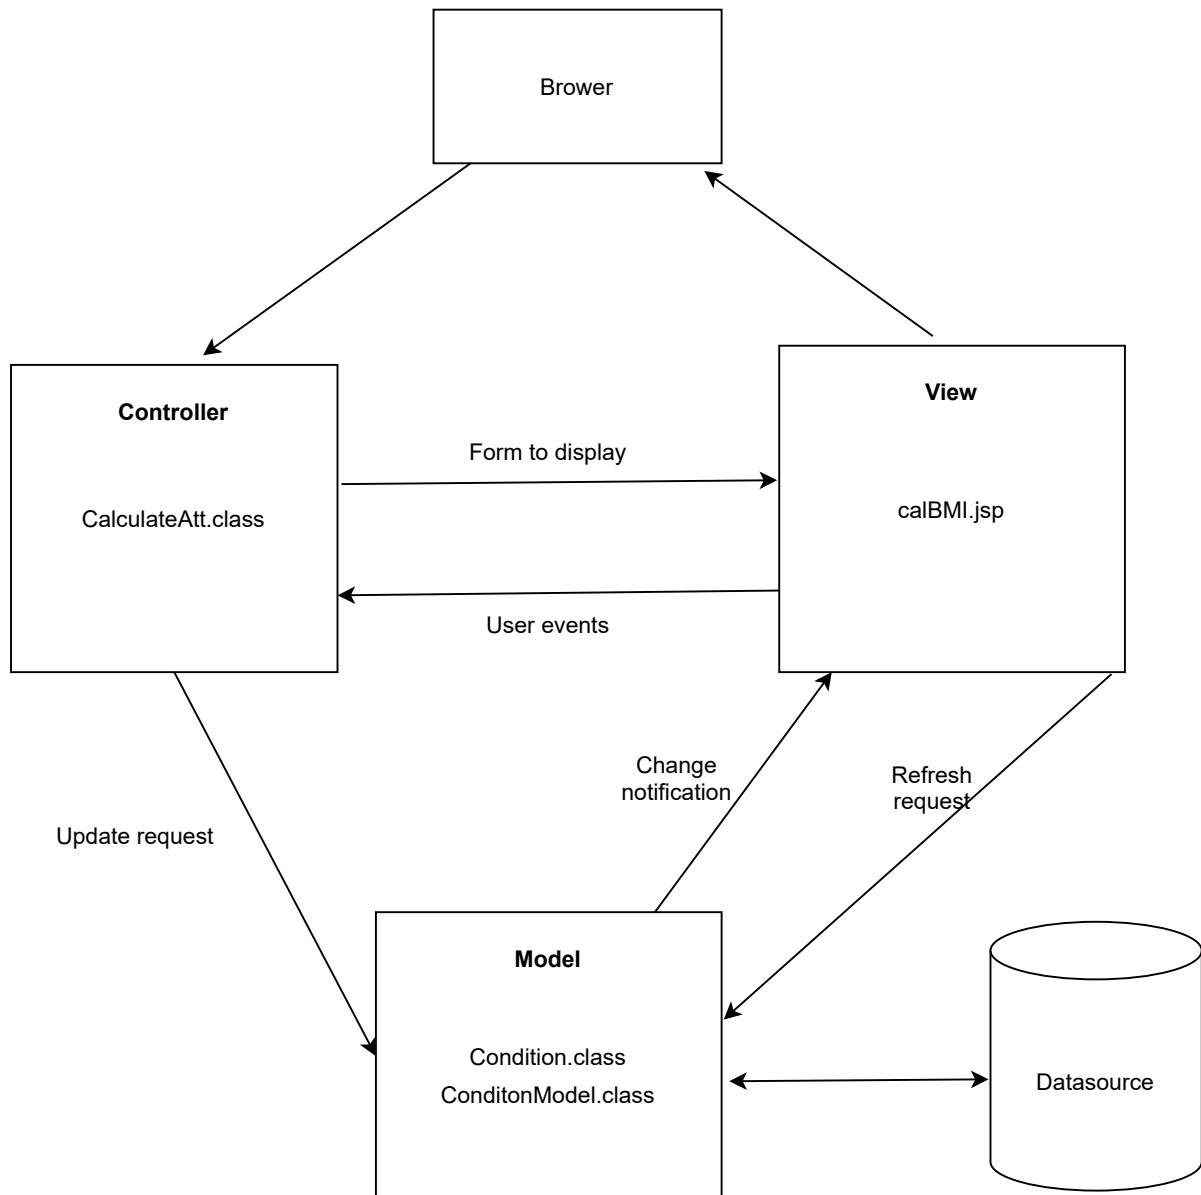 Brower
Controller
CalculateAtt.class
Form to display
User events
View
calBMI.jsp
Update request
Change
notification
Refresh
request
Model
Condition.class
ConditonModel.class
Datasource